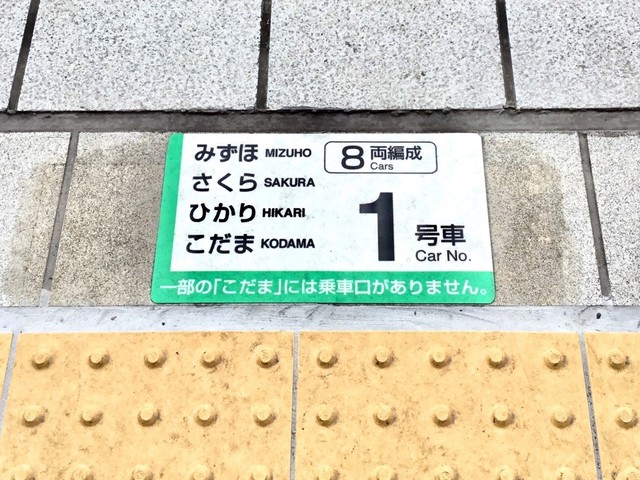 みずほ MIZUHO
8両編成
Cars
さくら SAKURA
ひかり HIKARI
こだま KODAMA
1号車
Car No.
一部の「こだま」には乗車口がありません。